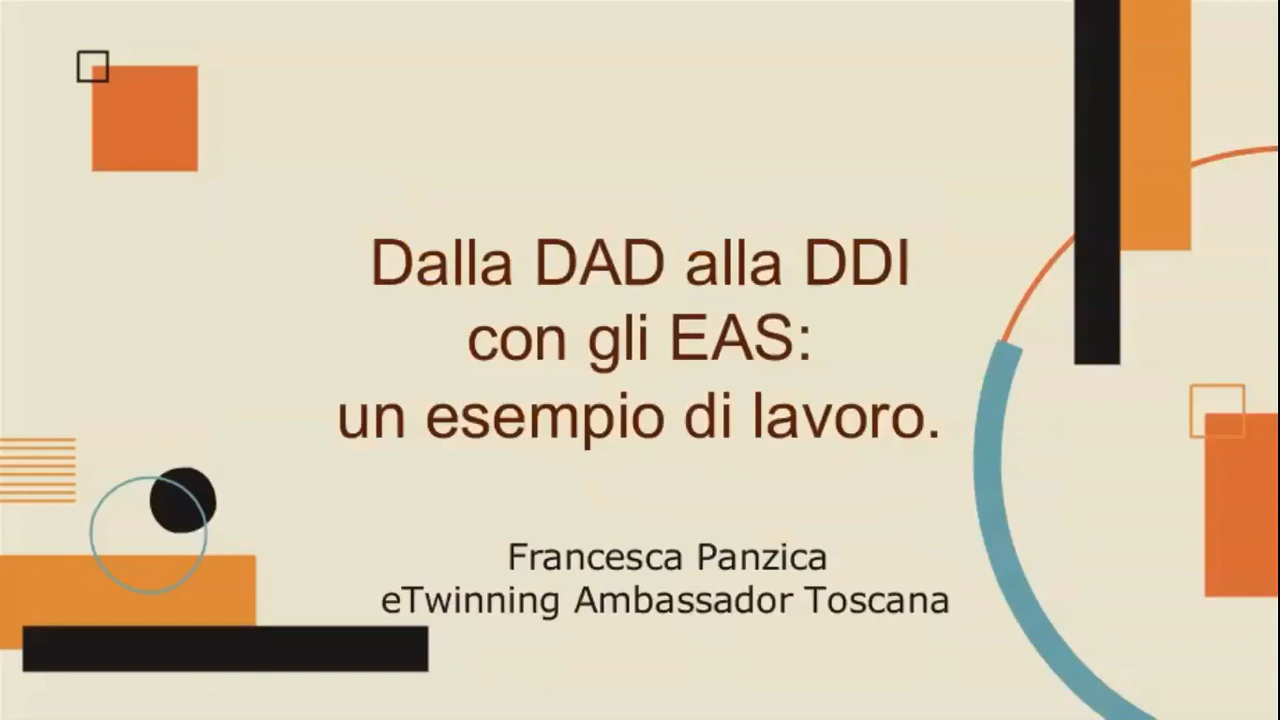 Dalla DAD alla DDI
con gli EAS:
un esempio di lavoro.
Francesca Panzica
eTwinning Ambassador Toscana